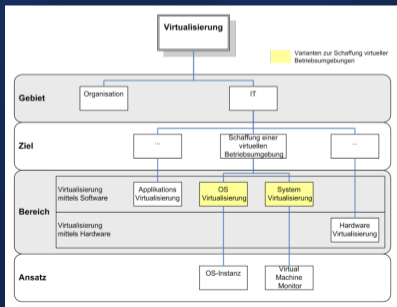 Virtualisierung
Varianten zur Schaffung virtueller
Betriebsumgebungen
Gebiet
Organisation
IT
Ziel
...
Schaffung einer
virtuellen
Betriebsumgebung
...
Bereich
Virtualisierung
mittels Software
Applikations
Virtualisierung
OS
Virtualisierung
System
Virtualisierung
Virtualisierung
mittels Hardware
Hardware
Virtualisierung
Ansatz
OS-Instanz
Virtual
Machine
Monitor